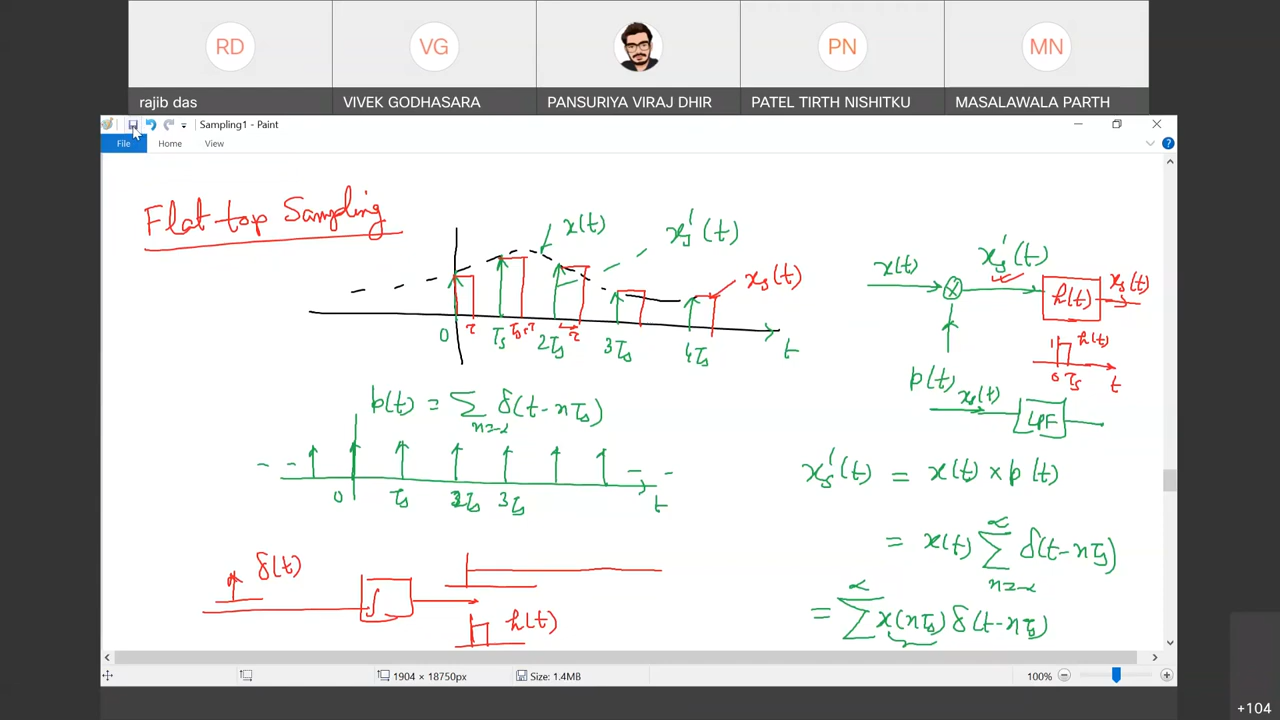 RD VG PN MN
rajib das VIVEK GODHASARA PANSURIYA VIRAJ DHIR PATEL TIRTH NISHITKU MASALAWALA PARTH
Sampling1 - Paint
File Home View
Flat top Sampling
x(t)
xs'(t)
xs(t)
0 τ Ts Ts+τ 2Ts τ 3Ts 4Ts t
x(t) xs'(t) h(t) xs(t)
1 h(t)
0 Ts t
p(t)
xs(t) LPF
p(t) = ∑ δ(t-nTs)
n=-∝
0 Ts 2Ts 3Ts t
xs'(t) = x(t) × p(t)
= x(t) ∑ δ(t-nTs)
∝
n=-∝
∝
= ∑ x(nTs) δ(t-nTs)
δ(t) ∫
h(t)
1904 × 18750px Size: 1.4MB 100%
+104